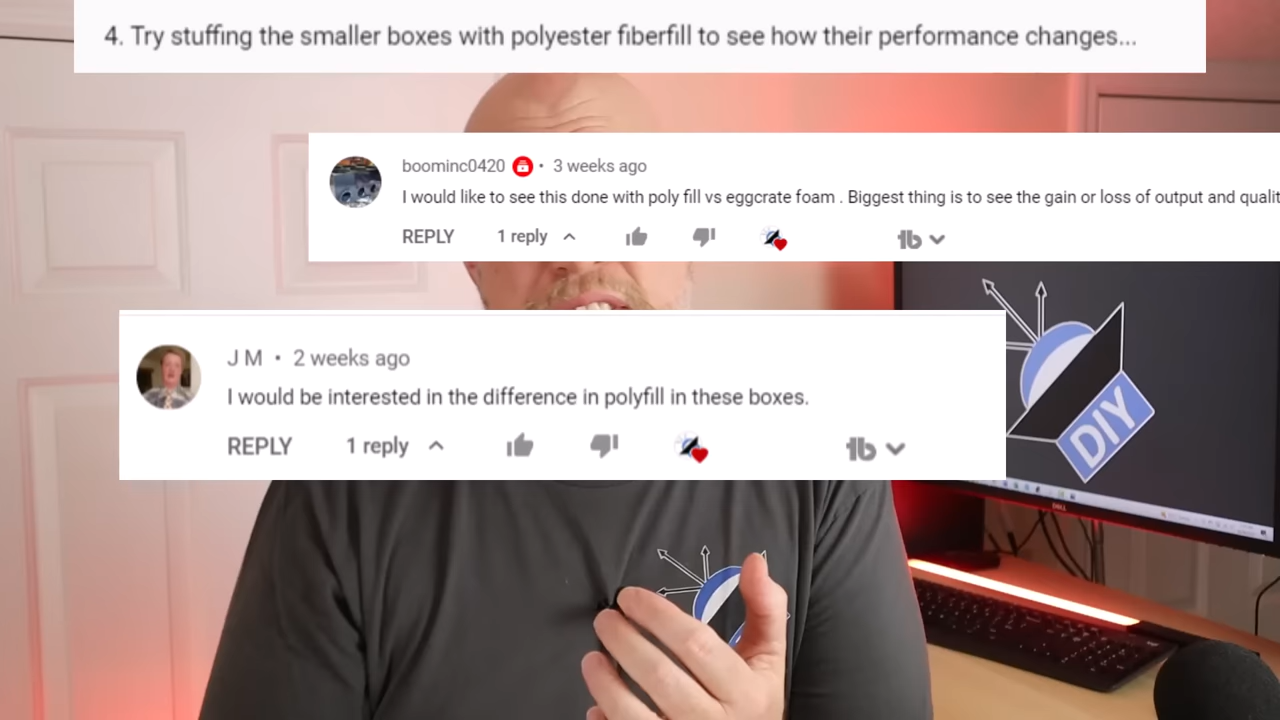 4. Try stuffing the smaller boxes with polyester fiberfill to see how their performance changes...
boominc0420 • 3 weeks ago
I would like to see this done with poly fill vs eggcrate foam . Biggest thing is to see the gain or loss of output and qualit
REPLY 1 reply
J M • 2 weeks ago
I would be interested in the difference in polyfill in these boxes.
REPLY 1 reply
DIY
DELL